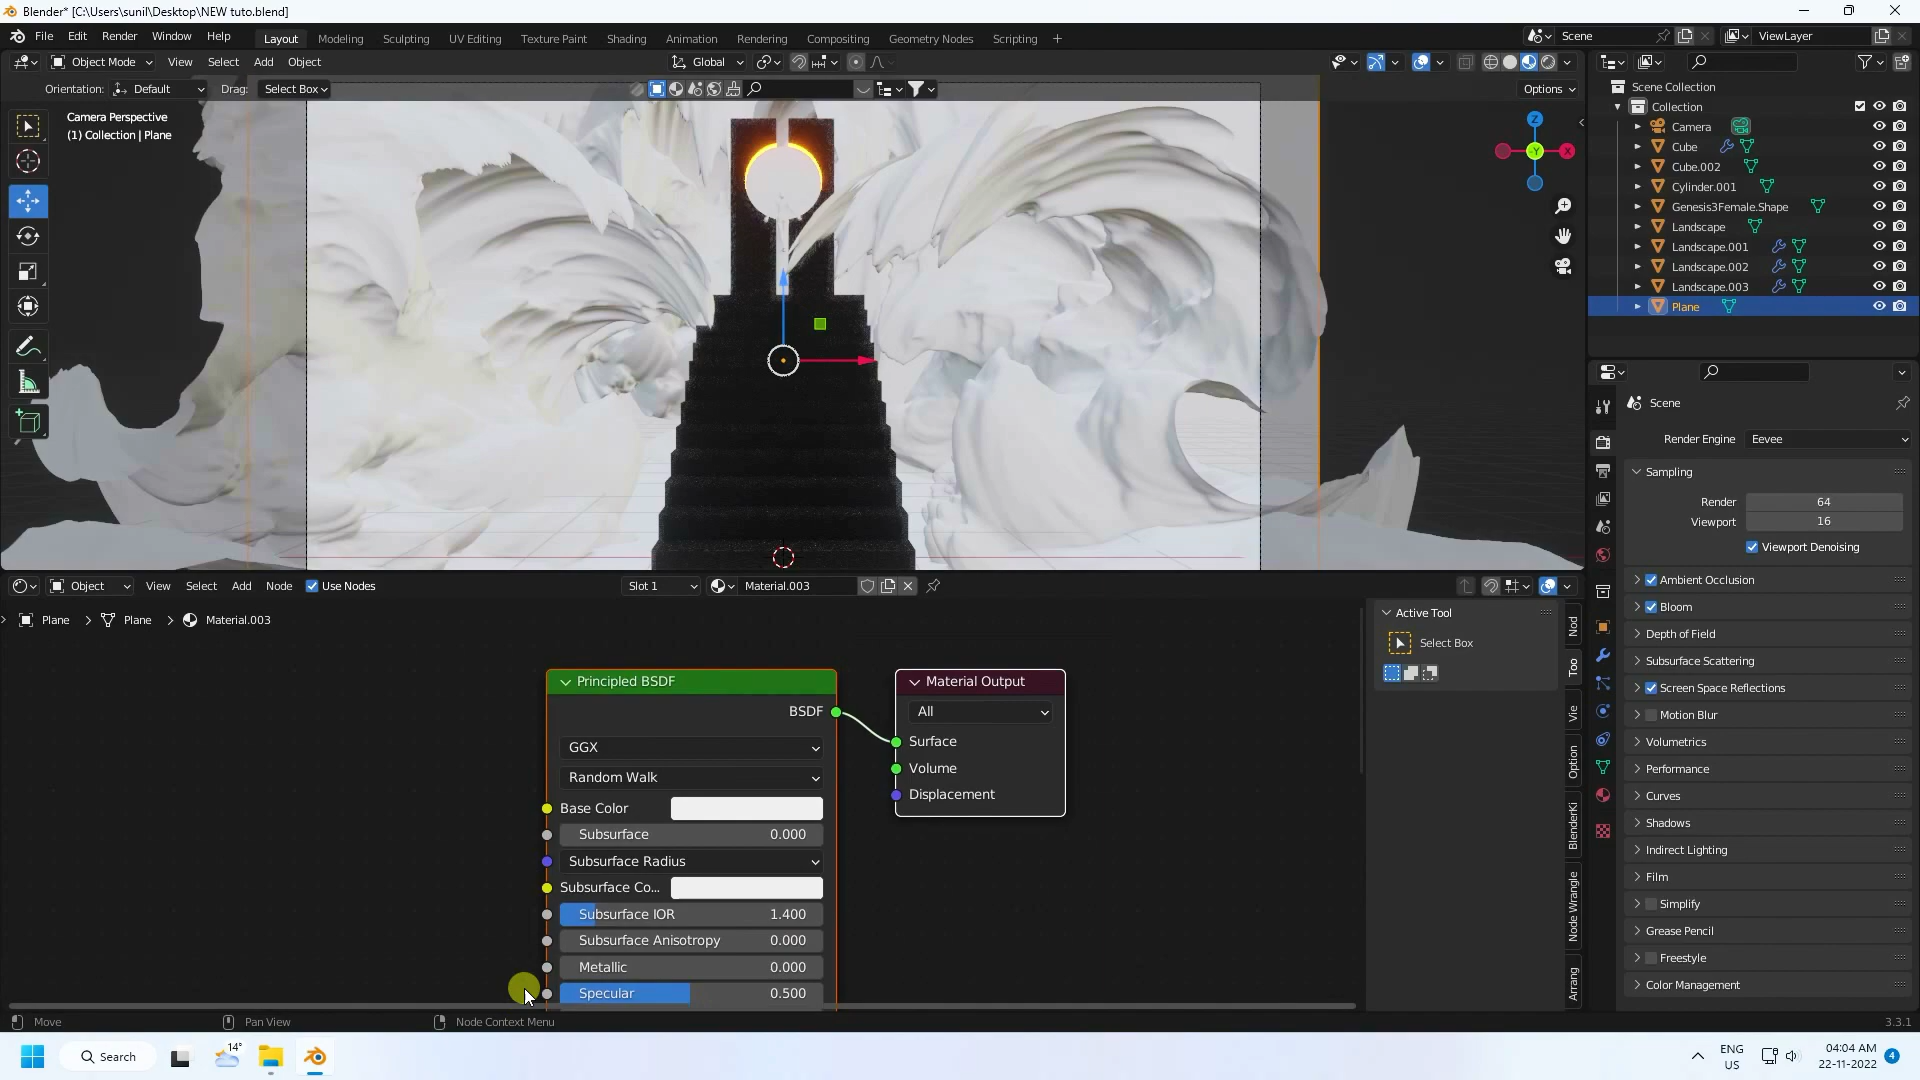 Blender* [C:\Users\sunil\Desktop\NEW tuto.blend]
File Edit Render Window Help Layout Modeling Sculpting UV Editing Texture Paint Shading Animation Rendering Compositing Geometry Nodes Scripting + Scene ViewLayer
Object Mode View Select Add Object Global
Orientation: Default Drag: Select Box Options
Camera Perspective
(1) Collection | Plane
Z
-Y
X
Scene Collection
Collection
Camera
Cube
Cube.002
Cylinder.001
Genesis3Female.Shape
Landscape
Landscape.001
Landscape.002
Landscape.003
Plane
Scene
Render Engine Eevee
Sampling
Render 64
Viewport 16
Viewport Denoising
Ambient Occlusion
Bloom
Depth of Field
Subsurface Scattering
Screen Space Reflections
Motion Blur
Volumetrics
Performance
Curves
Shadows
Indirect Lighting
Film
Simplify
Grease Pencil
Freestyle
Color Management
Object View Select Add Node Use Nodes Slot 1 Material.003
Plane Plane Material.003
Principled BSDF
BSDF
GGX
Random Walk
Base Color
Subsurface 0.000
Subsurface Radius
Subsurface Co...
Subsurface IOR 1.400
Subsurface Anisotropy 0.000
Metallic 0.000
Specular 0.500
Material Output
All
Surface
Volume
Displacement
Active Tool
Select Box
Nod
Too
Vie
Option
BlenderKi
Node Wrangle
Arrang
Move Pan View Node Context Menu 3.3.1
14°
Search
ENG
US
04:04 AM
22-11-2022
4